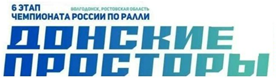 6 ЭТАП
ВОЛГОДОНСК, РОСТОВСКАЯ ОБЛАСТЬ
ЧЕМПИОНАТА РОССИИ ПО РАЛЛИ
ДОНСКИЕ
ПРОСТОРЫ